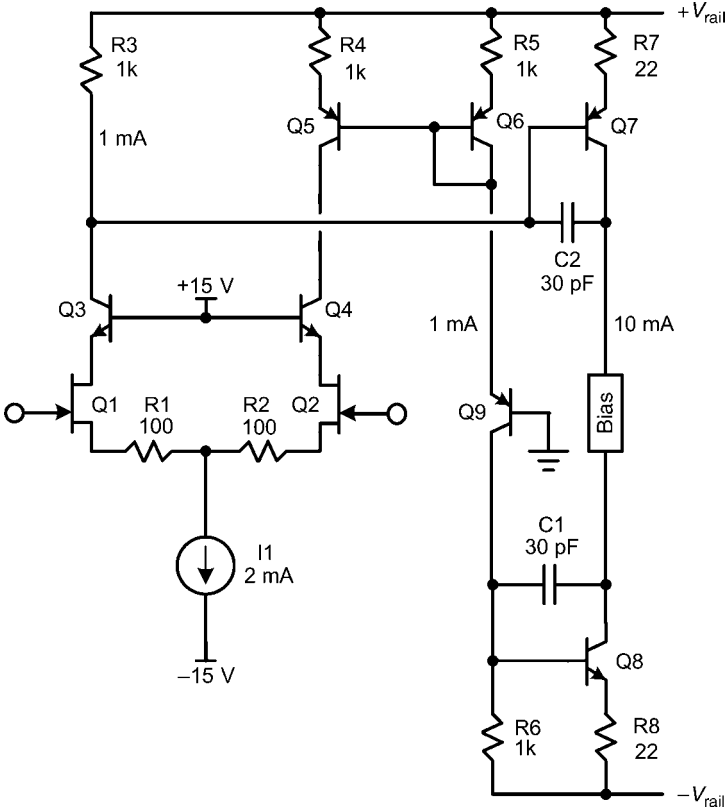 +Vrail
R3
1k
R4
1k
R5
1k
R7
22
Q5
Q6
Q7
1 mA
C2
30 pF
Q3
+15 V
Q4
1 mA
10 mA
Q1
R1
100
R2
100
Q2
Q9
Bias
C1
30 pF
I1
2 mA
−15 V
Q8
R6
1k
R8
22
−Vrail